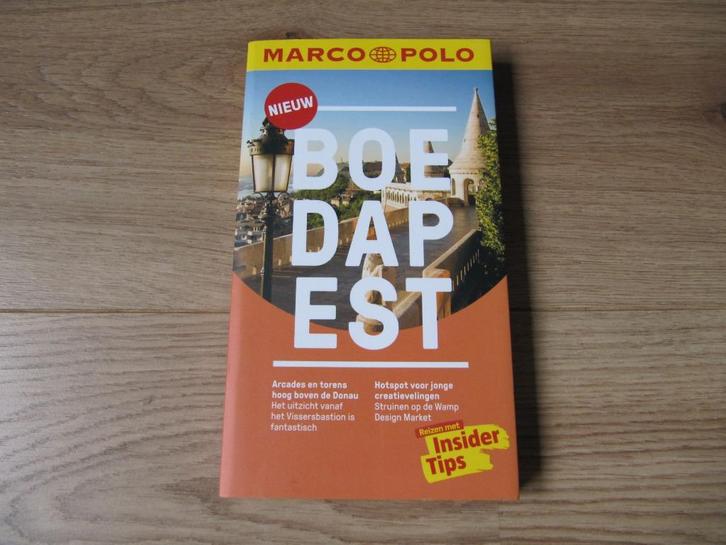 MARCO POLO
NIEUW
BOE
DAP
EST
Arcades en torens
hoog boven de Donau
Het uitzicht vanaf
het Vissersbastion is
fantastisch
Hotspot voor jonge
creatievelingen
Struinen op de Wamp
Design Market
Reizen met
Insider
Tips